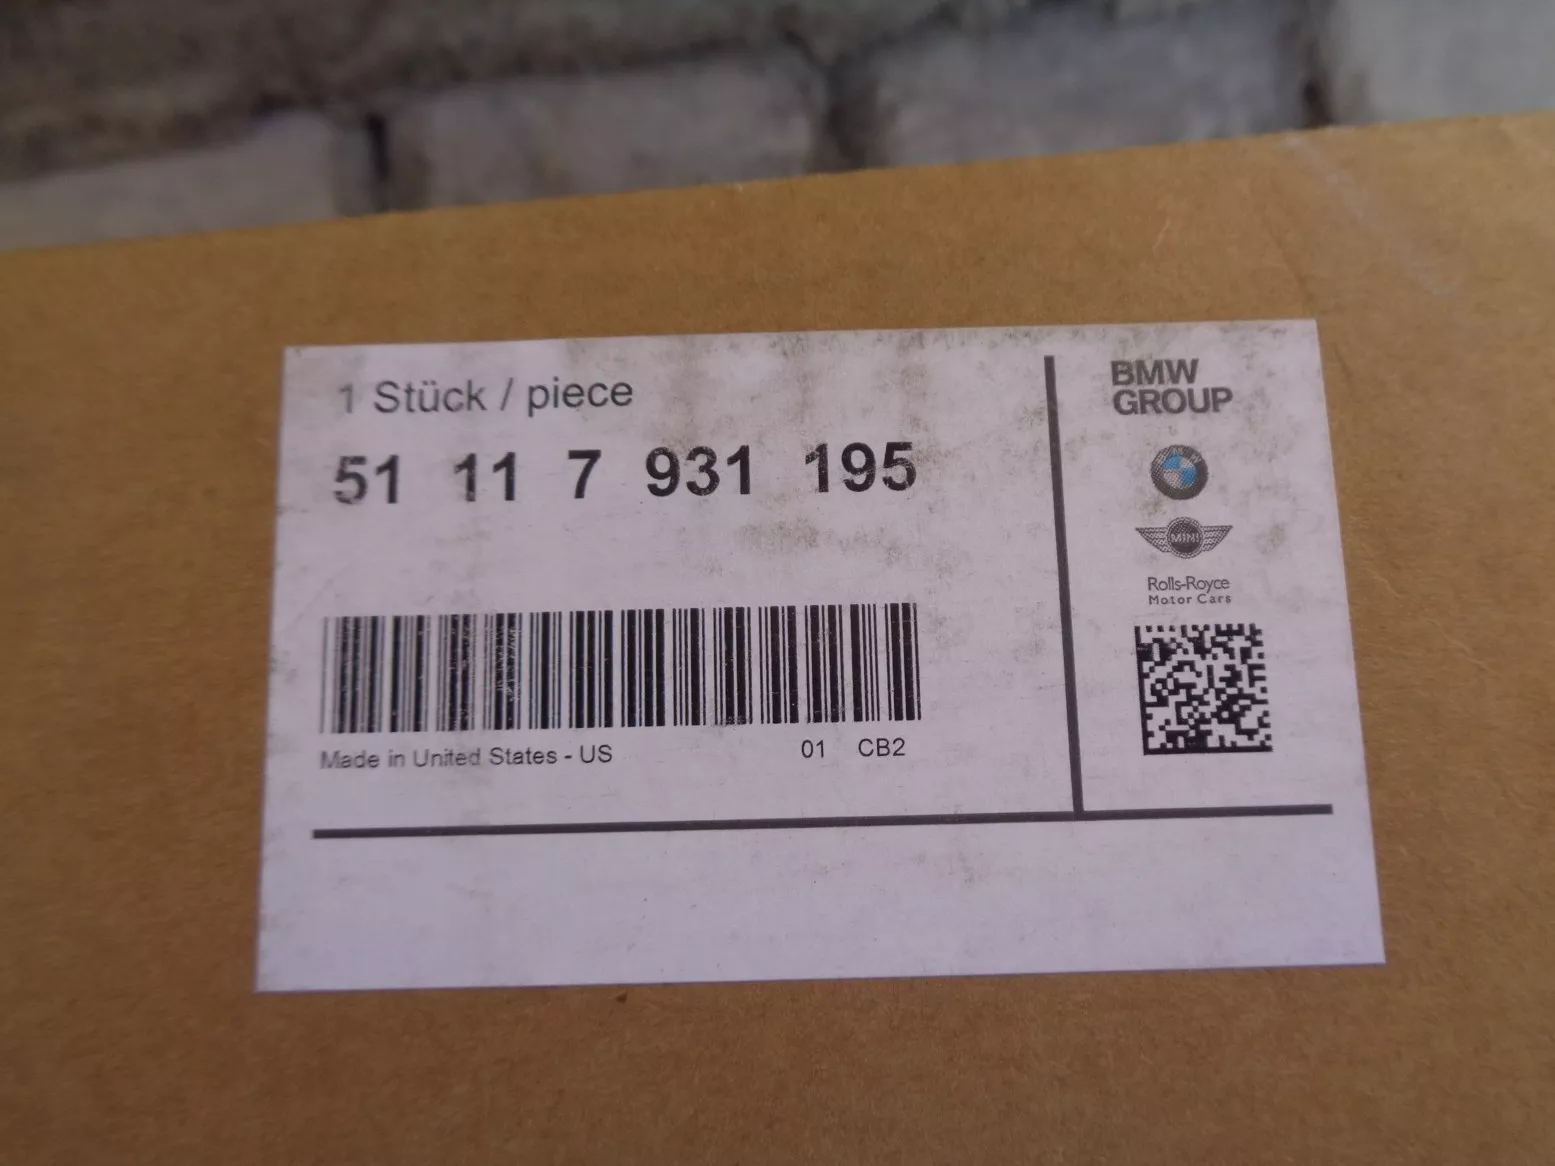 1 Stück / piece
51 11 7 931 195
Made in United States - US 01 CB2
BMW
GROUP
MINI
Rolls-Royce
Motor Cars